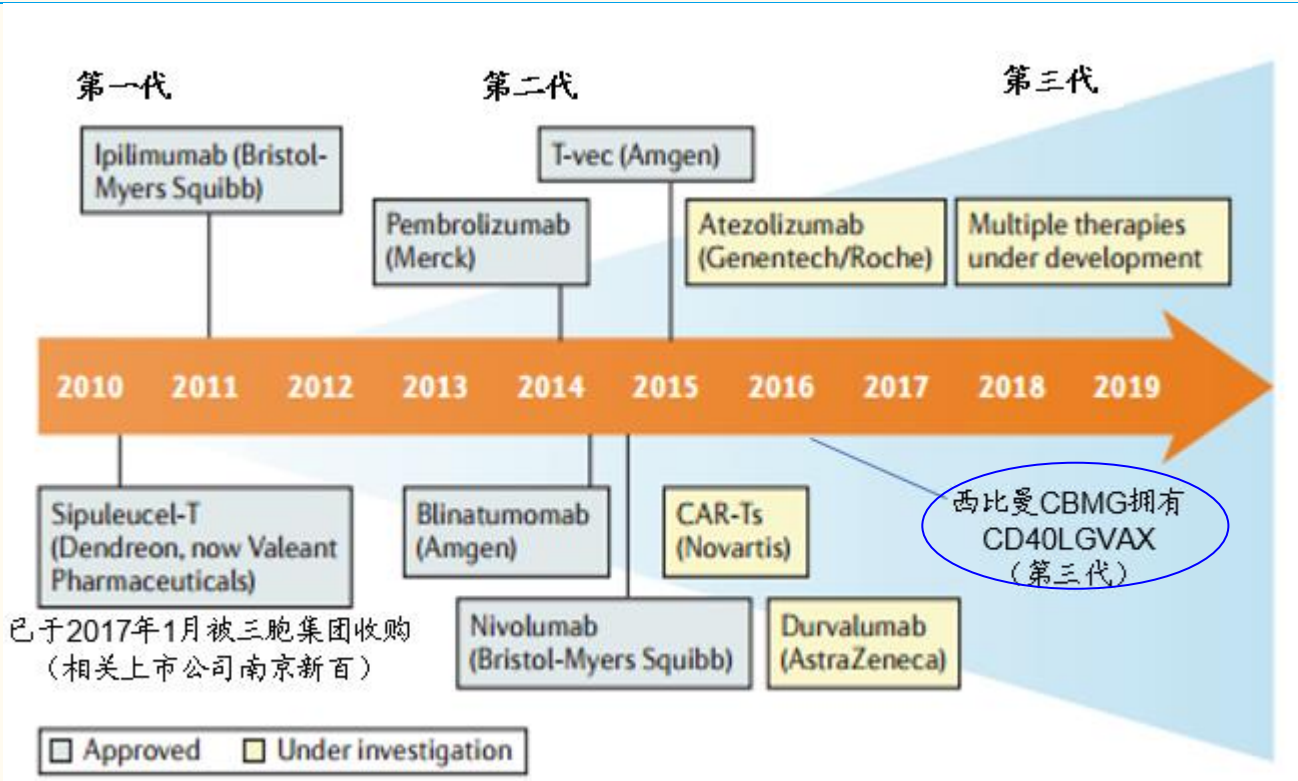 第一代
第二代
第三代
Ipilimumab (Bristol-
Myers Squibb)
T-vec (Amgen)
Pembrolizumab
(Merck)
Atezolizumab
(Genentech/Roche)
Multiple therapies
under development
2010 2011 2012 2013 2014 2015 2016 2017 2018 2019
Sipuleucel-T
(Dendreon, now Valeant
Pharmaceuticals)
已于2017年1月被三胞集团收购
（相关上市公司南京新百）
Blinatumomab
(Amgen)
CAR-Ts
(Novartis)
西比曼CBMG拥有
CD40LGVAX
（第三代）
Nivolumab
(Bristol-Myers Squibb)
Durvalumab
(AstraZeneca)
Approved
Under investigation